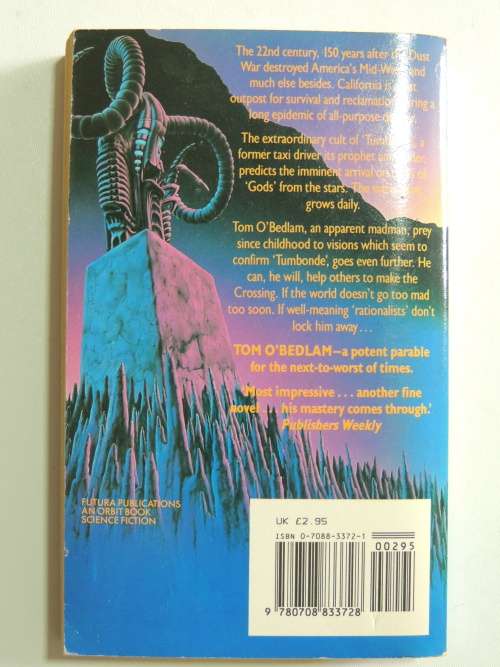 The 22nd century, 150 years after the Dust
War destroyed America's Mid-West and
much else besides. California is
outpost for survival and reclamation
long epidemic of all-purpose
The extraordinary cult of 'Tumbonde', a
former taxi driver its prophet and
predicts the imminent arrival on
'Gods' from the stars. The
grows daily.
Tom O'Bedlam, an apparent madman, prey
since childhood to visions which seem to
confirm 'Tumbonde', goes even further. He
can, he will, help others to make the
Crossing. If the world doesn't go too mad
too soon. If well-meaning 'rationalists' don't
lock him away...
TOM O'BEDLAM—a potent parable
for the next-to-worst of times.
'Most impressive... another fine
novel... his mastery comes through.'
Publishers Weekly
FUTURA PUBLICATIONS
AN ORBIT BOOK
SCIENCE FICTION
UK £2.95
ISBN 0-7088-3372-1
00295
9 780708 833728